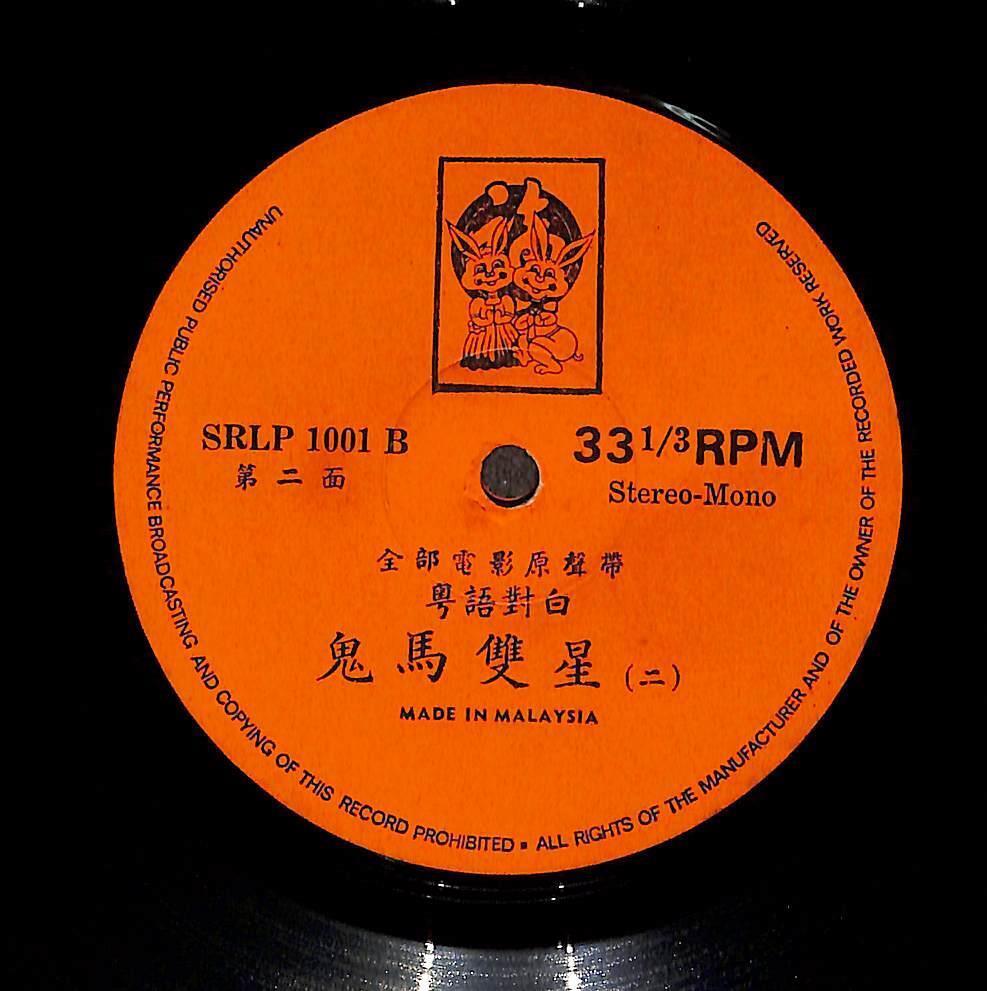 SRLP 1001 B
第二面
33 1/3 RPM
Stereo-Mono
全部電影原聲帶
粵語對白
鬼馬雙星(二)
MADE IN MALAYSIA
UNAUTHORISED PUBLIC PERFORMANCE BROADCASTING AND COPYING OF THIS RECORD PROHIBITED ▪ ALL RIGHTS OF THE MANUFACTURER AND OF THE OWNER OF THE RECORDED WORK RESERVED